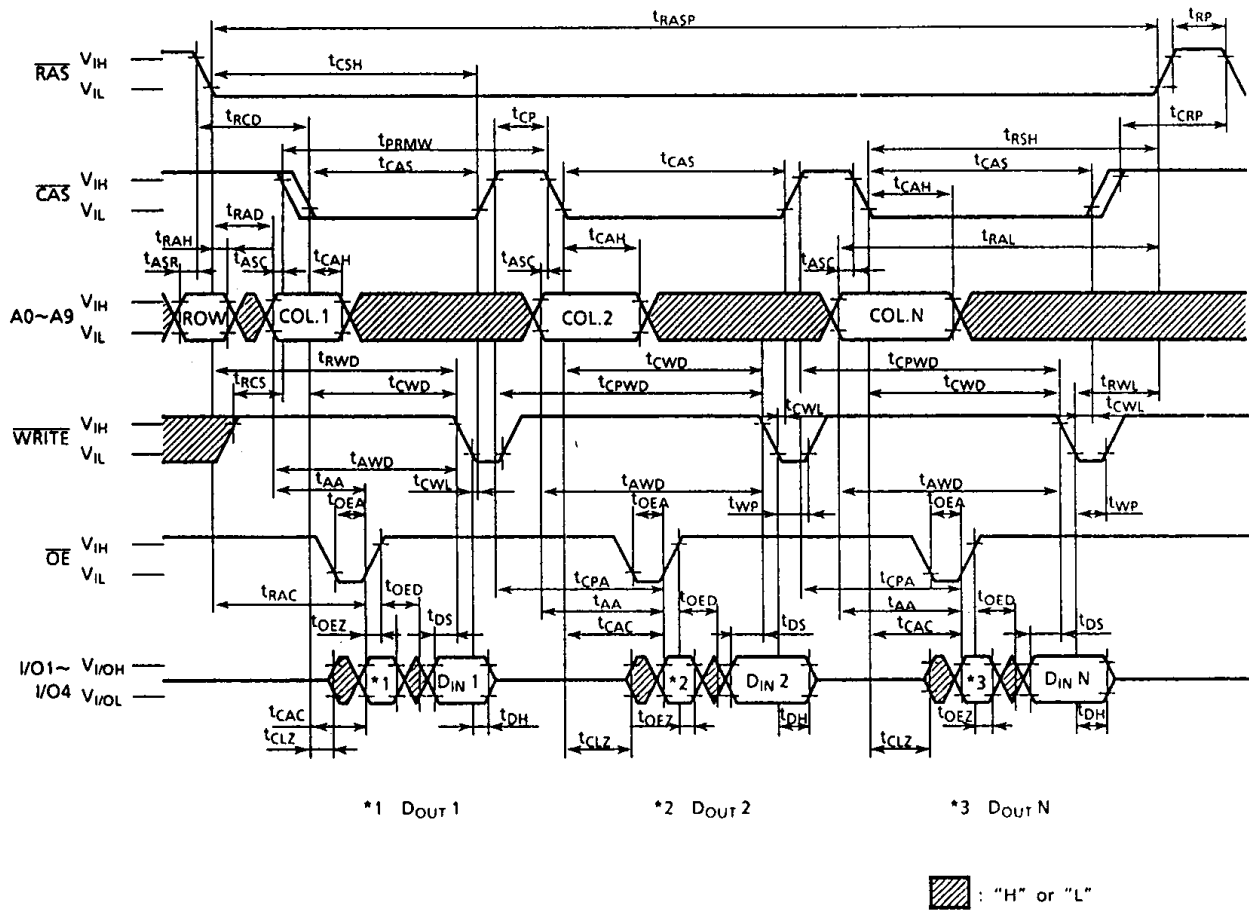 tRASP
tRP
RAS VIH
VIL
tCSH
tRCD
tCP
tCRP
tPRMW
tRSH
tCAS
tCAS
tCAS
CAS VIH
VIL
tCAH
tRAD
tRAH
tCAH
tRAL
tASR
tASC
tCAH
tASC
tASC
A0~A9 VIH
VIL
ROW
COL.1
COL.2
COL.N
tRWD
tCWD
tCPWD
tRCS
tCWD
tCPWD
tCWD
tRWL
tCWL
tCWL
WRITE VIH
VIL
tAWD
tAA
tCWL
tAWD
tAWD
tOEA
tOEA
tWP
tOEA
tWP
OE VIH
VIL
tRAC
tOED
tCPA
tCPA
tAA
tOED
tAA
tOED
tOEZ
tDS
tCAC
tDS
tCAC
tDS
I/O1~
I/O4
VI/OH
VI/OL
*1
DIN 1
*2
DIN 2
*3
DIN N
tCAC
tDH
tOEZ
tDH
tOEZ
tDH
tCLZ
tCLZ
tCLZ
*1 DOUT 1
*2 DOUT 2
*3 DOUT N
: "H" or "L"